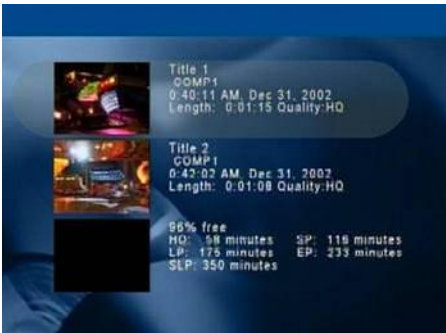 Title 1
COMP1
0:40:11 AM, Dec 31, 2002
Length: 0:01:15 Quality:HQ
Title 2
COMP1
0:42:02 AM, Dec 31, 2002
Length: 0:01:08 Quality:HQ
96% free
HQ: 58 minutes SP: 116 minutes
LP: 175 minutes EP: 233 minutes
SLP: 350 minutes